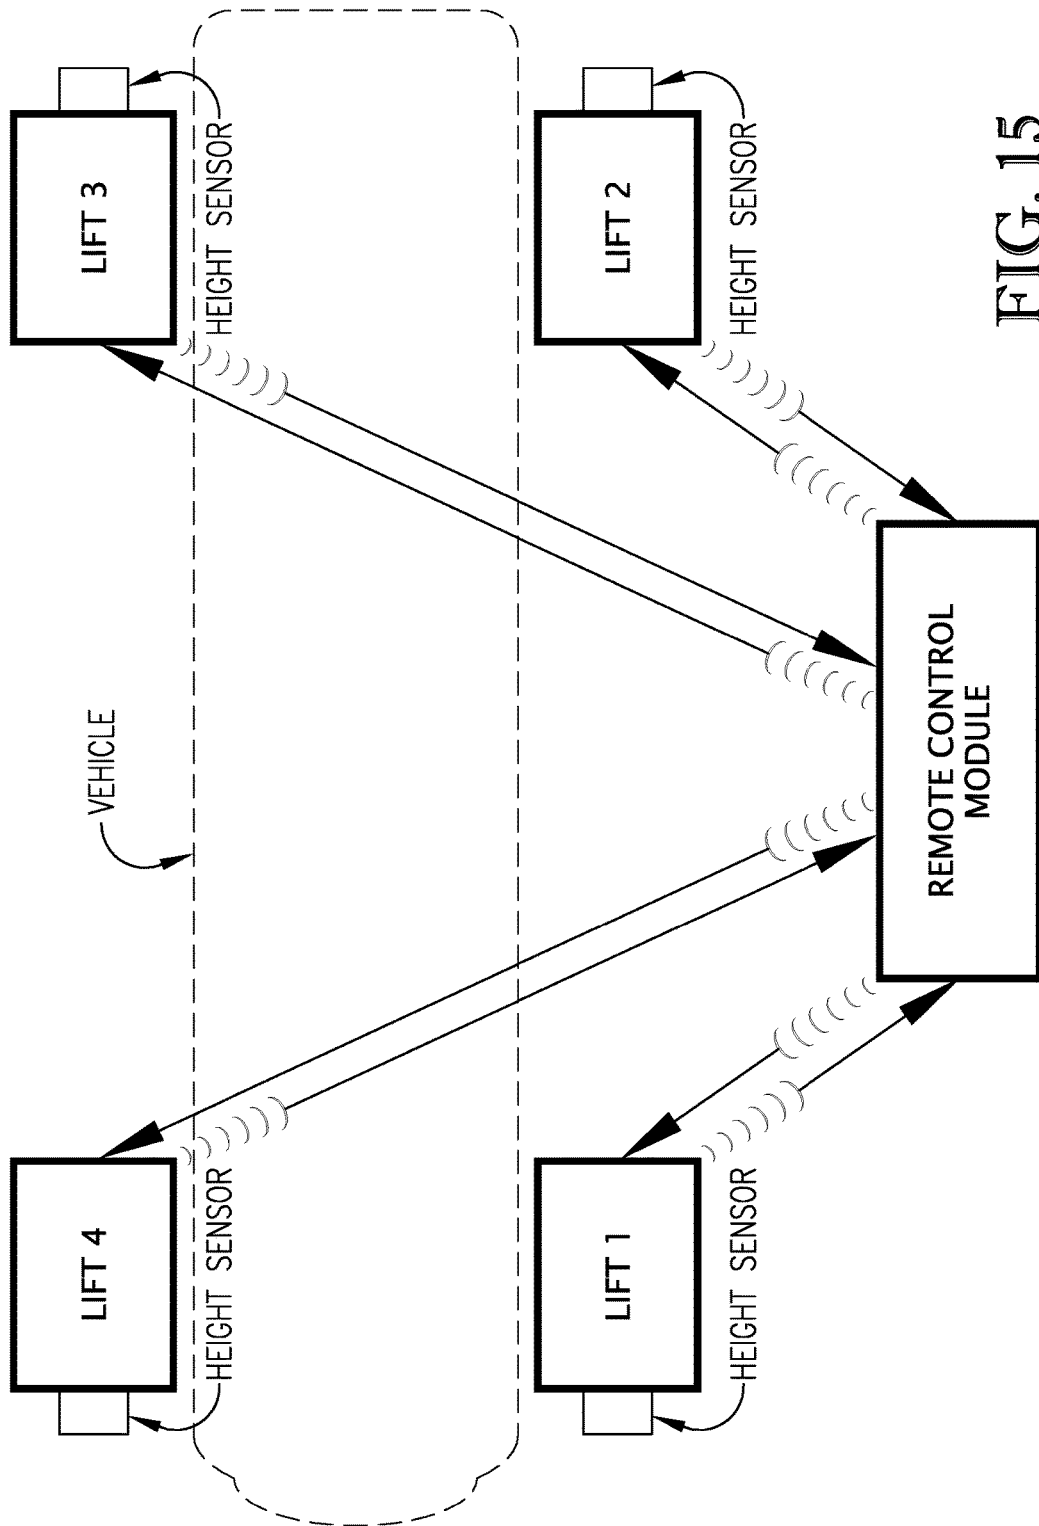 LIFT 4
HEIGHT SENSOR
VEHICLE
LIFT 3
HEIGHT SENSOR
LIFT 1
HEIGHT SENSOR
LIFT 2
HEIGHT SENSOR
REMOTE CONTROL
MODULE
FIG. 15